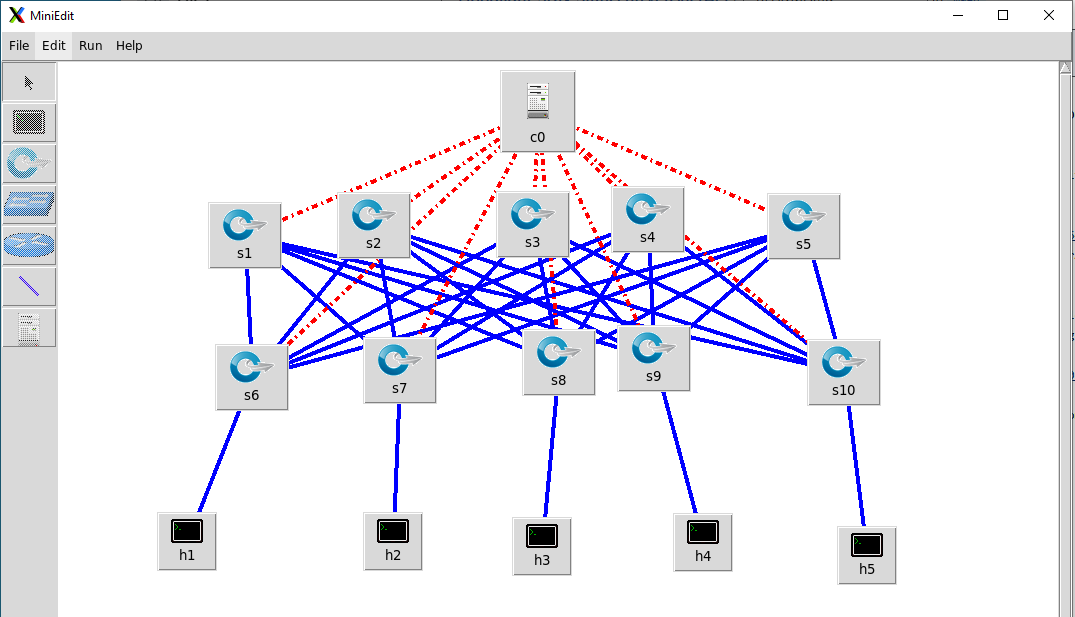 MiniEdit
File Edit Run Help
c0
s1 s2 s3 s4 s5
s6 s7 s8 s9 s10
h1 h2 h3 h4 h5